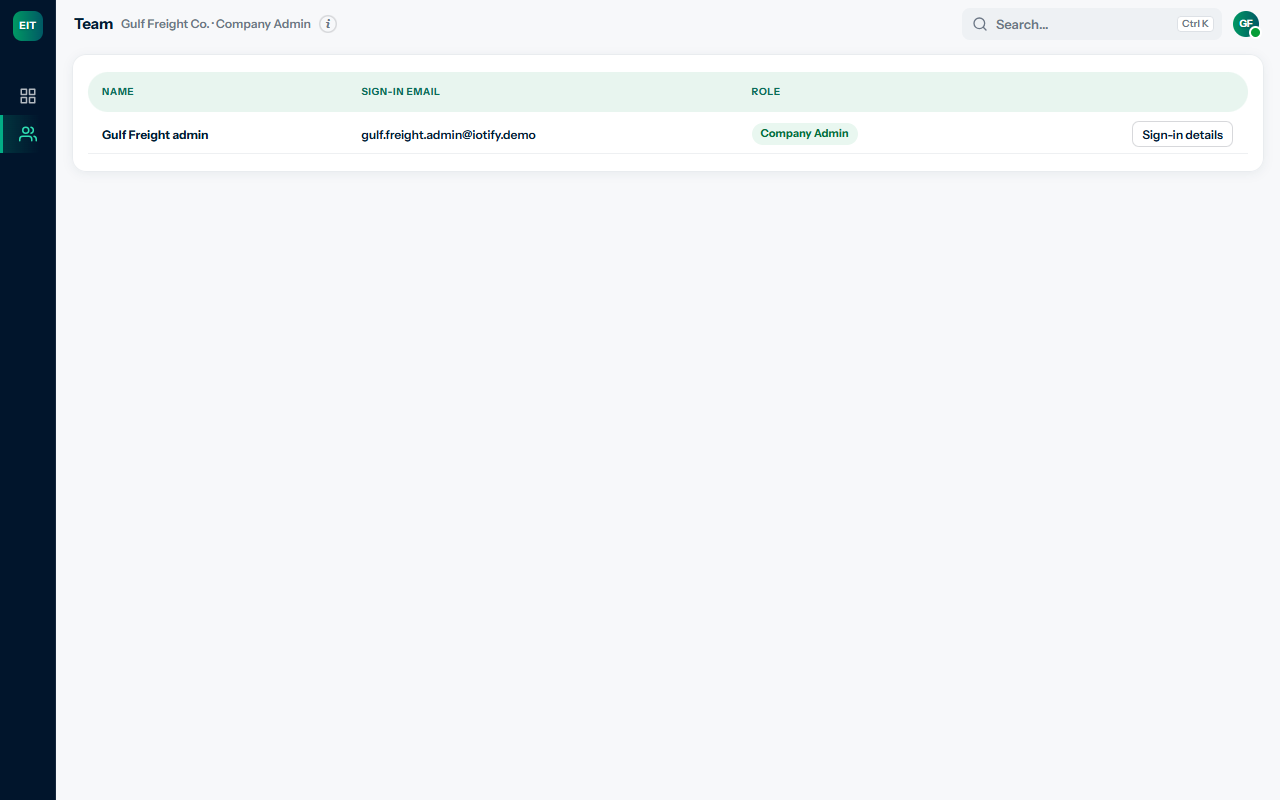 EIT
Team Gulf Freight Co. · Company Admin i
Search... Ctrl K
GF
NAME SIGN-IN EMAIL ROLE
Gulf Freight admin gulf.freight.admin@iotify.demo Company Admin Sign-in details